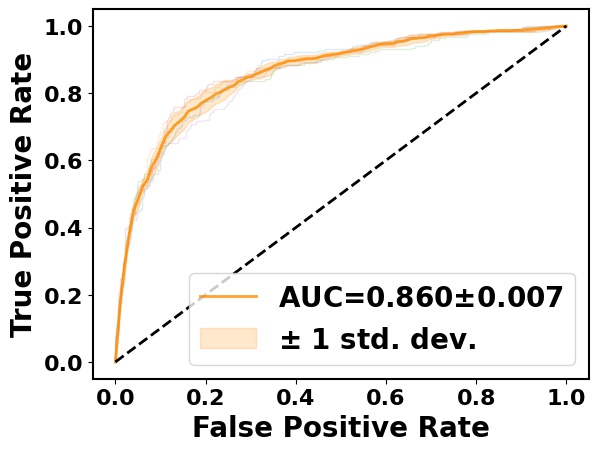 1.0
0.8
0.6
0.4
0.2
0.0
True Positive Rate
AUC=0.860±0.007
± 1 std. dev.
0.0 0.2 0.4 0.6 0.8 1.0
False Positive Rate